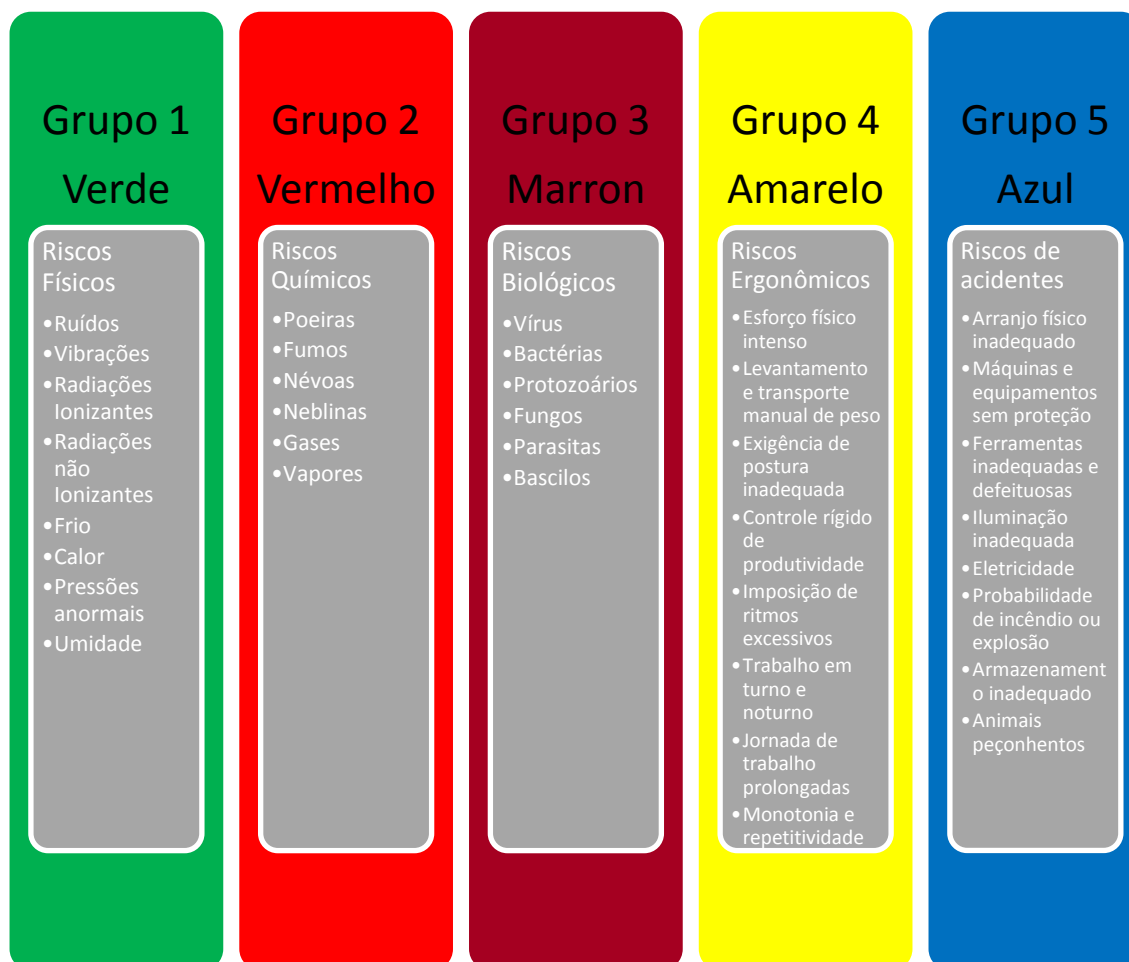 Grupo 1
Verde
Riscos
Físicos
•Ruídos
•Vibrações
•Radiações
Ionizantes
•Radiações
não
Ionizantes
•Frio
•Calor
•Pressões
anormais
•Umidade
Grupo 2
Vermelho
Riscos
Químicos
•Poeiras
•Fumos
•Névoas
•Neblinas
•Gases
•Vapores
Grupo 3
Marron
Riscos
Biológicos
•Vírus
•Bactérias
•Protozoários
•Fungos
•Parasitas
•Bascilos
Grupo 4
Amarelo
Riscos
Ergonômicos
•Esforço físico
intenso
•Levantamento
e transporte
manual de peso
•Exigência de
postura
inadequada
•Controle rígido
de
produtividade
•Imposição de
ritmos
excessivos
•Trabalho em
turno e
noturno
•Jornada de
trabalho
prolongadas
•Monotonia e
repetitividade
Grupo 5
Azul
Riscos de
acidentes
•Arranjo físico
inadequado
•Máquinas e
equipamentos
sem proteção
•Ferramentas
inadequadas e
defeituosas
•Iluminação
inadequada
•Eletricidade
•Probabilidade
de incêndio ou
explosão
•Armazenament
o inadequado
•Animais
peçonhentos